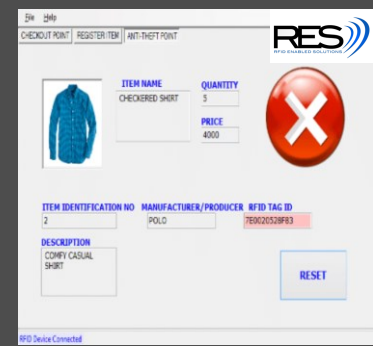 File Help
CHECKOUT POINT REGISTER ITEM ANTI-THEFT POINT
RES
RFID ENABLED SOLUTIONS
ITEM NAME QUANTITY
CHECKERED SHIRT 5
PRICE
4000
ITEM IDENTIFICATION NO MANUFACTURER/PRODUCER RFID TAG ID
2 POLO 7E0020528F83
DESCRIPTION
COMFY CASUAL
SHIRT
RESET
RFID Device Connected